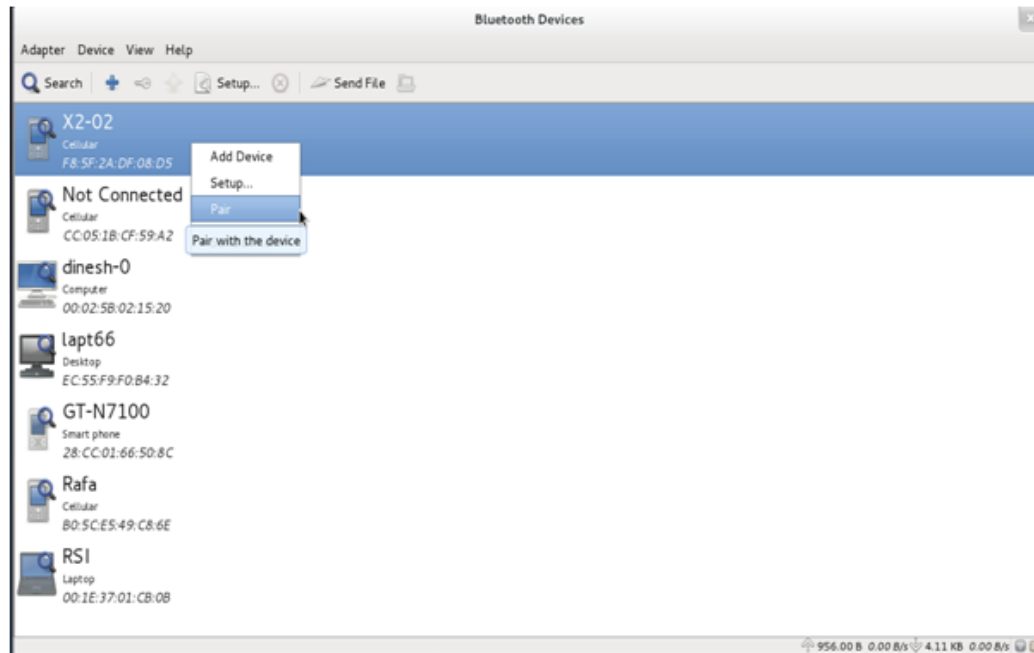 Bluetooth Devices
Adapter Device View Help
Search Setup... Send File
X2-02
Cellular
F8:5F:2A:DF:08:D5
Add Device
Setup...
Pair
Pair with the device
Not Connected
Cellular
CC:05:1B:CF:59:A2
dinesh-0
Computer
00:02:5B:02:15:20
lapt66
Desktop
EC:55:F9:F0:B4:32
GT-N7100
Smart phone
28:CC:01:66:50:8C
Rafa
Cellular
B0:5C:E5:49:C8:6E
RSI
Laptop
00:1E:37:01:CB:0B
956.00 B 0.00 B/s 4.11 KB 0.00 B/s